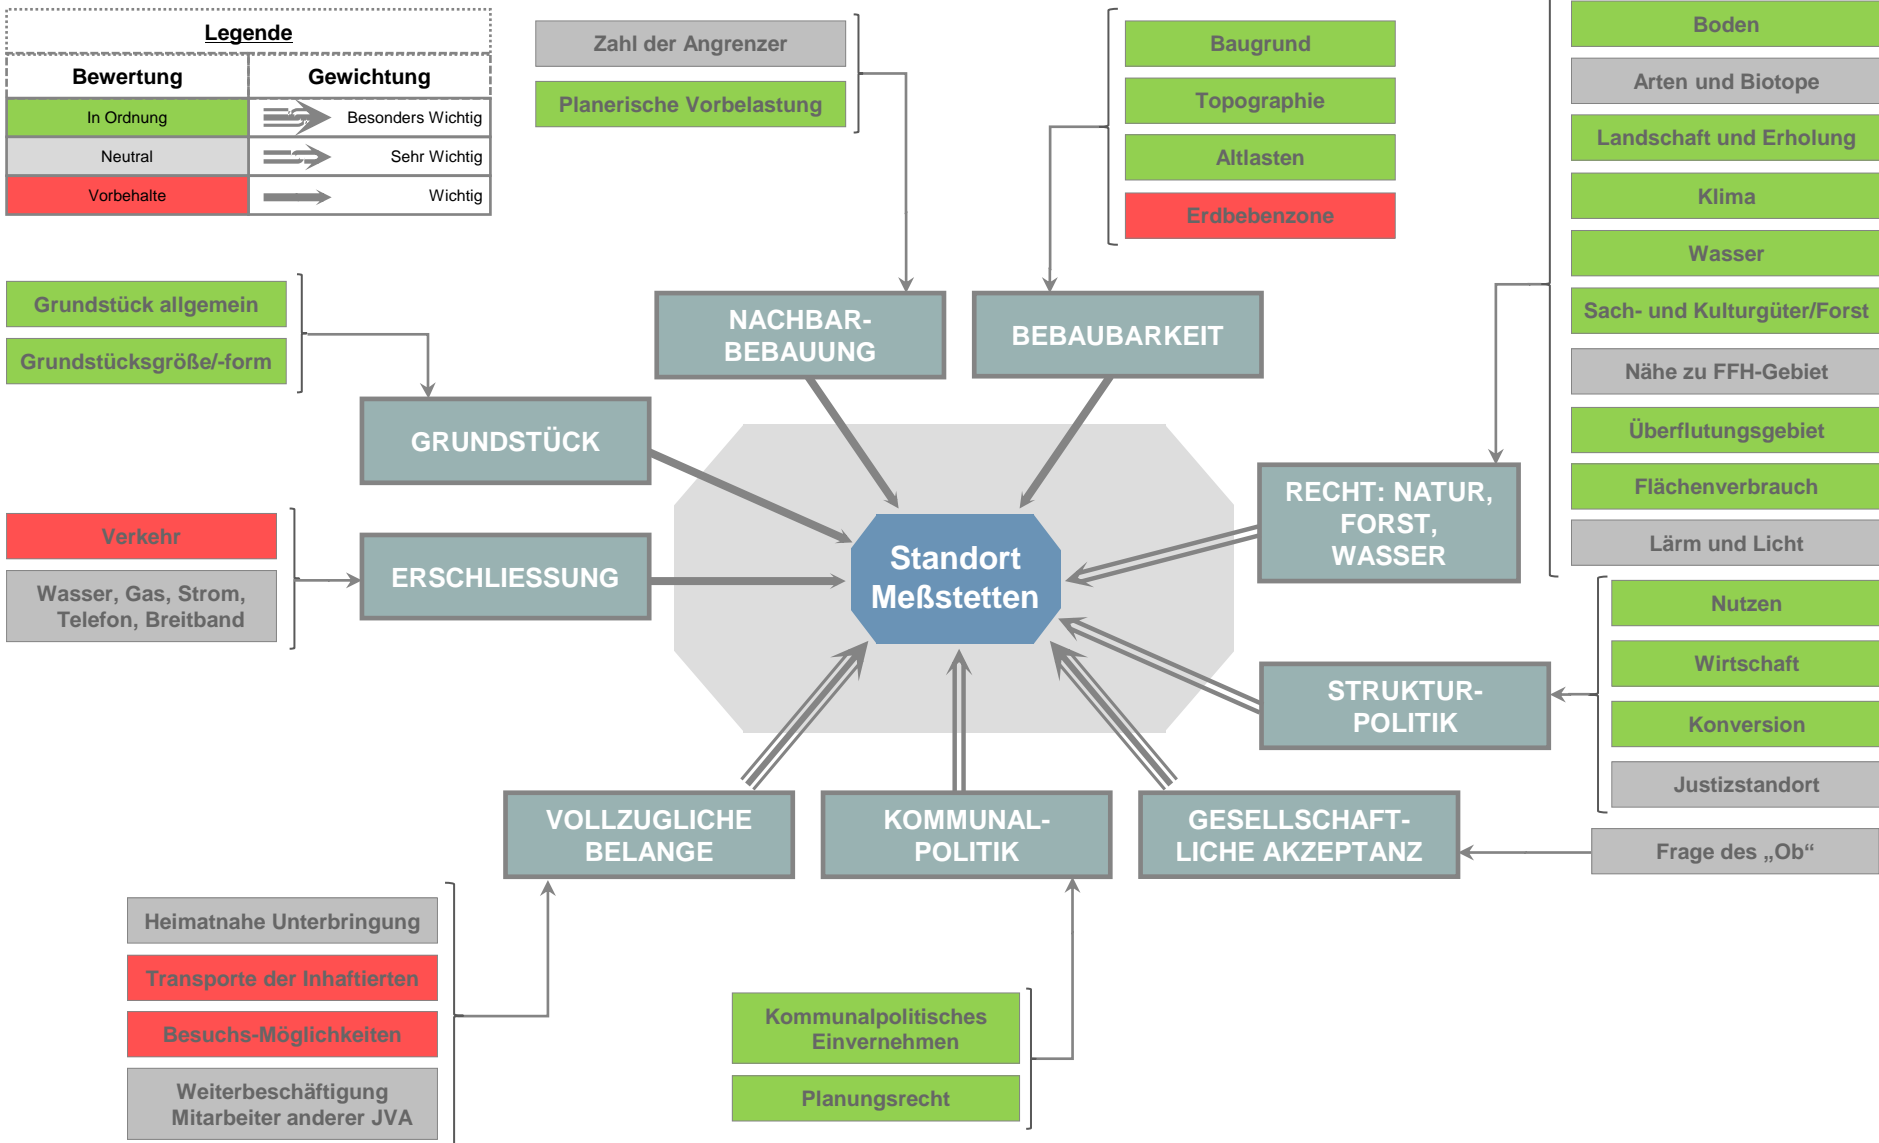 Legende
Bewertung
Gewichtung
In Ordnung
Besonders Wichtig
Neutral
Sehr Wichtig
Vorbehalte
Wichtig
Zahl der Angrenzer
Planerische Vorbelastung
Baugrund
Topographie
Altlasten
Erdbebenzone
Boden
Arten und Biotope
Landschaft und Erholung
Klima
Wasser
Sach- und Kulturgüter/Forst
Nähe zu FFH-Gebiet
Überflutungsgebiet
Flächenverbrauch
Lärm und Licht
Grundstück allgemein
Grundstücksgröße/-form
NACHBAR-
BEBAUUNG
BEBAUBARKEIT
GRUNDSTÜCK
RECHT: NATUR,
FORST,
WASSER
Verkehr
Wasser, Gas, Strom,
Telefon, Breitband
ERSCHLIESSUNG
Standort
Meßstetten
STRUKTUR-
POLITIK
Nutzen
Wirtschaft
Konversion
Justizstandort
VOLLZUGLICHE
BELANGE
KOMMUNAL-
POLITIK
GESELLSCHAFT-
LICHE AKZEPTANZ
Frage des „Ob“
Heimatnahe Unterbringung
Transporte der Inhaftierten
Besuchs-Möglichkeiten
Weiterbeschäftigung
Mitarbeiter anderer JVA
Kommunalpolitisches
Einvernehmen
Planungsrecht